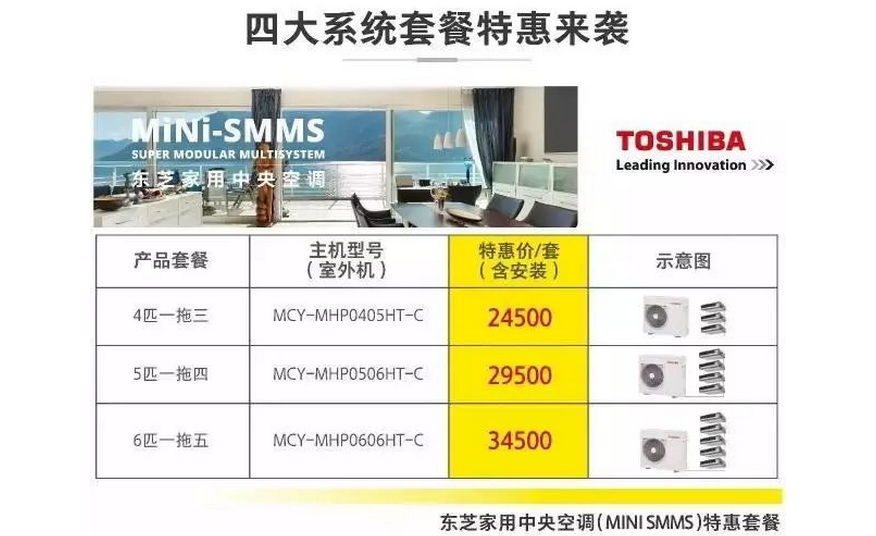 四大系统套餐特惠来袭
MiNi-SMMS
SUPER MODULAR MULTISYSTEM
东芝家用中央空调
TOSHIBA
Leading Innovation
产品套餐
主机型号
（室外机）
特惠价/套
（含安装）
示意图
4匹一拖三 MCY-MHP0405HT-C 24500
5匹一拖四 MCY-MHP0506HT-C 29500
6匹一拖五 MCY-MHP0606HT-C 34500
东芝家用中央空调(MINI SMMS)特惠套餐